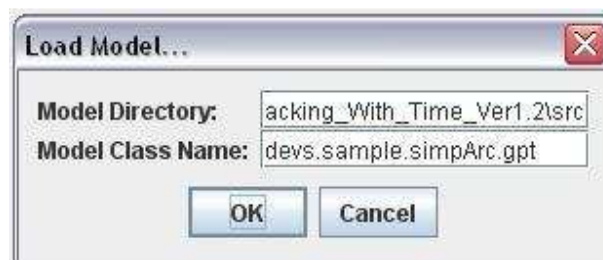 Load Model...
Model Directory: acking_With_Time_Ver1.2\src
Model Class Name: devs.sample.simpArc.gpt
OK Cancel